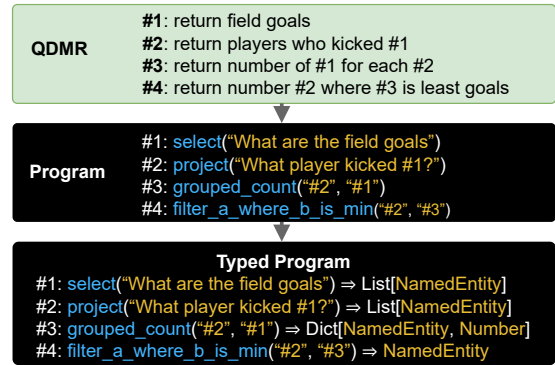 QDMR
#1: return field goals
#2: return players who kicked #1
#3: return number of #1 for each #2
#4: return number #2 where #3 is least goals
Program
#1: select(“What are the field goals”)
#2: project(“What player kicked #1?”)
#3: grouped_count(“#2”, “#1”)
#4: filter_a_where_b_is_min(“#2”, “#3”)
Typed Program
#1: select(“What are the field goals”) ⇒ List[NamedEntity]
#2: project(“What player kicked #1?”) ⇒ List[NamedEntity]
#3: grouped_count(“#2”, “#1”) ⇒ Dict[NamedEntity, Number]
#4: filter_a_where_b_is_min(“#2”, “#3”) ⇒ NamedEntity